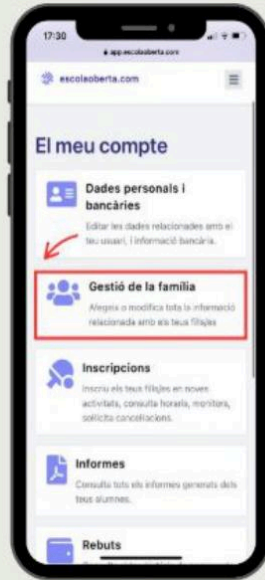 17:30
app.escolaoberta.com
escolaoberta.com
El meu compte
Dades personals i
bancàries
Editar les dades relacionades amb el
teu usuari, i informació bancària.
Gestió de la família
Afegeix o modifica tota la informació
relacionada amb els teus fills/es
Inscripcions
Inscriu els teus fills/es en noves
activitats, consulta horaris, monitors,
sol·licita cancel·lacions.
Informes
Consulta tots els informes generats dels
teus alumnes.
Rebuts